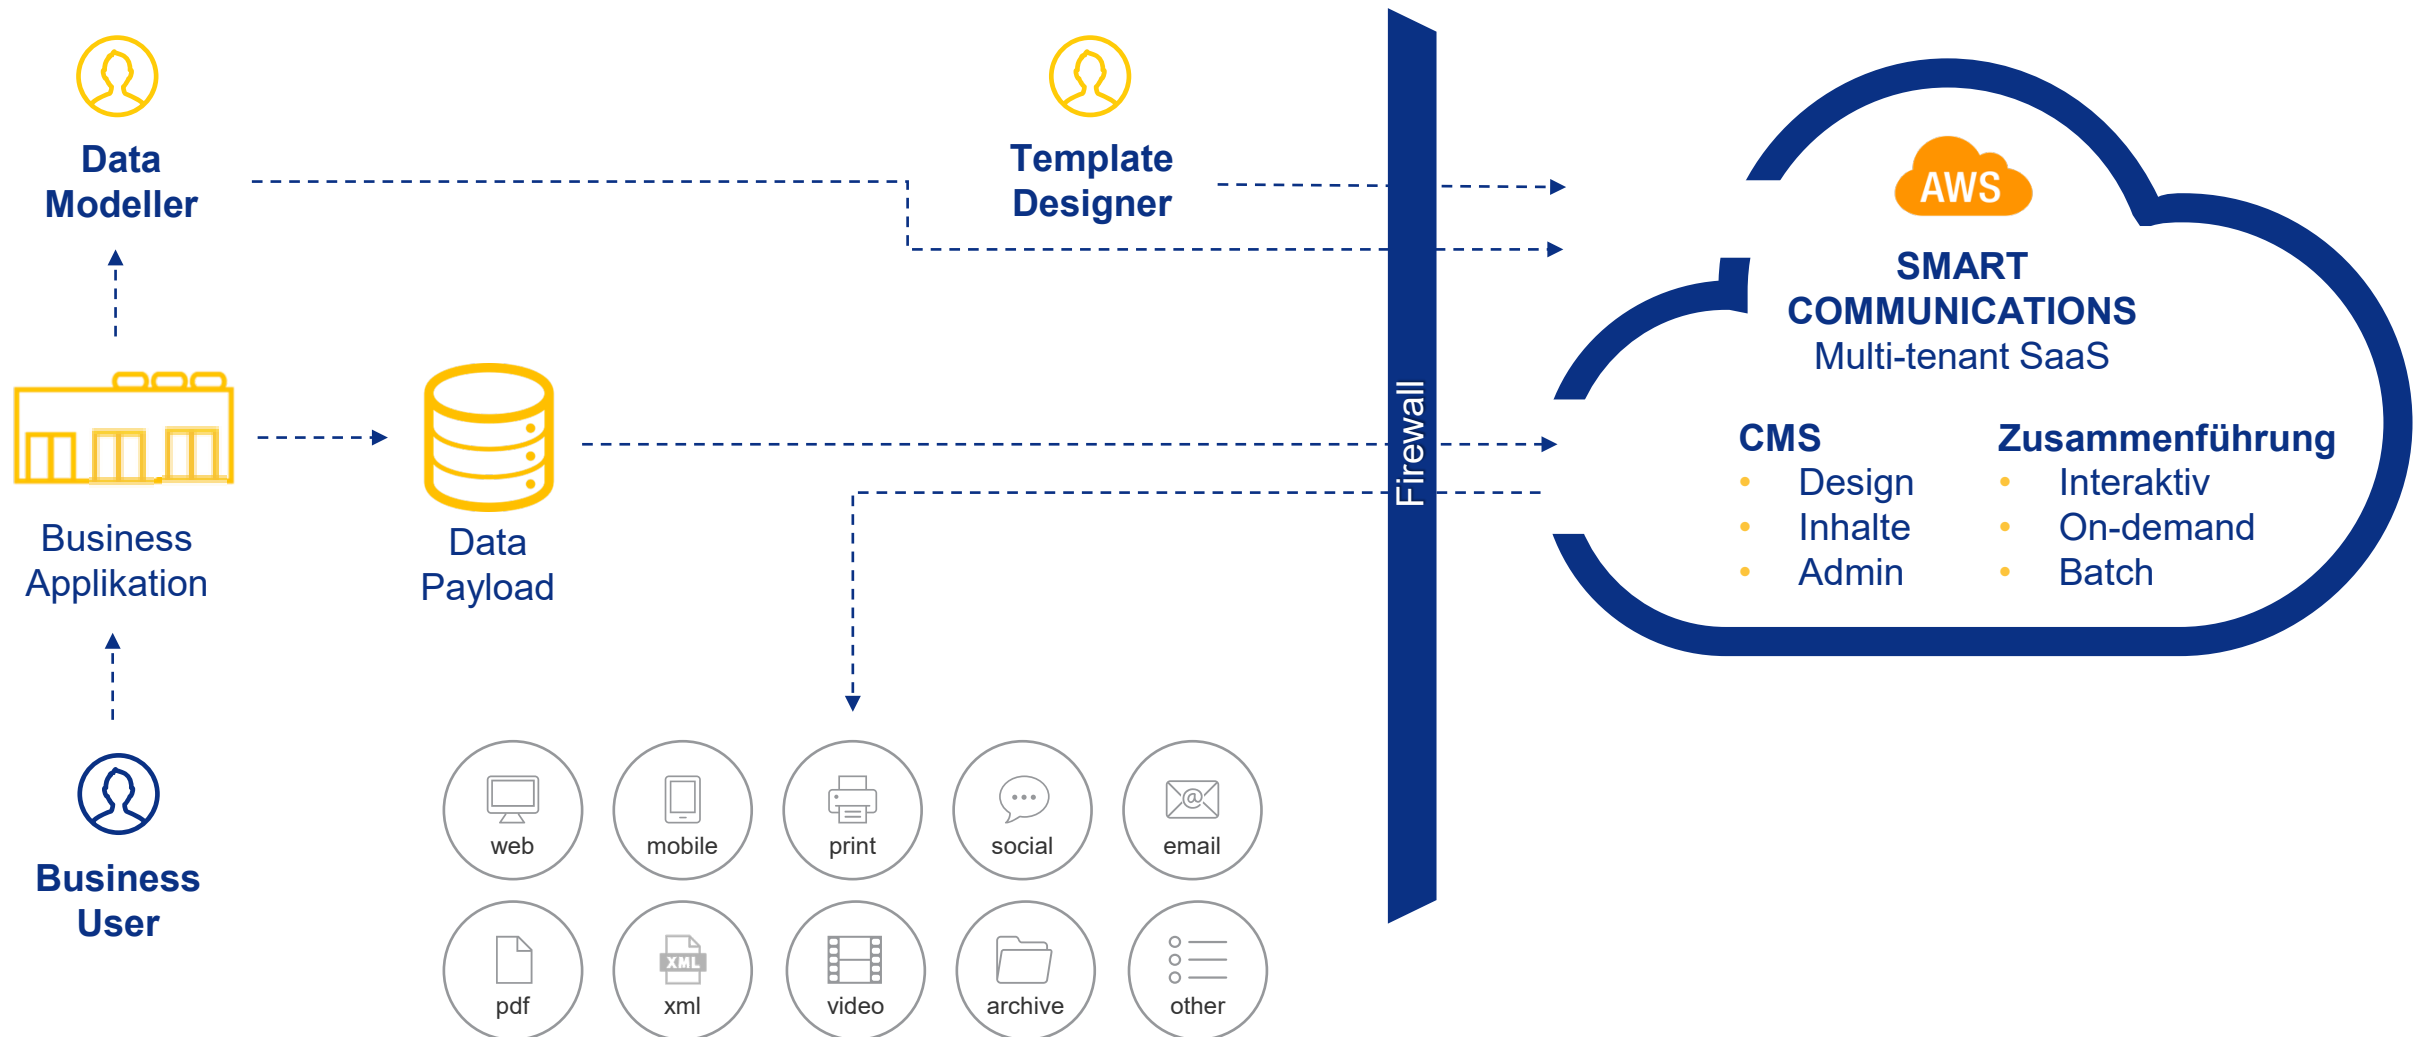 Data
Modeller
Template
Designer
Firewall
AWS
SMART
COMMUNICATIONS
Multi-tenant SaaS
CMS
• Design
• Inhalte
• Admin
Zusammenführung
• Interaktiv
• On-demand
• Batch
Business
Applikation
Data
Payload
Business
User
web
mobile
print
social
@
email
pdf
XML
xml
video
archive
other